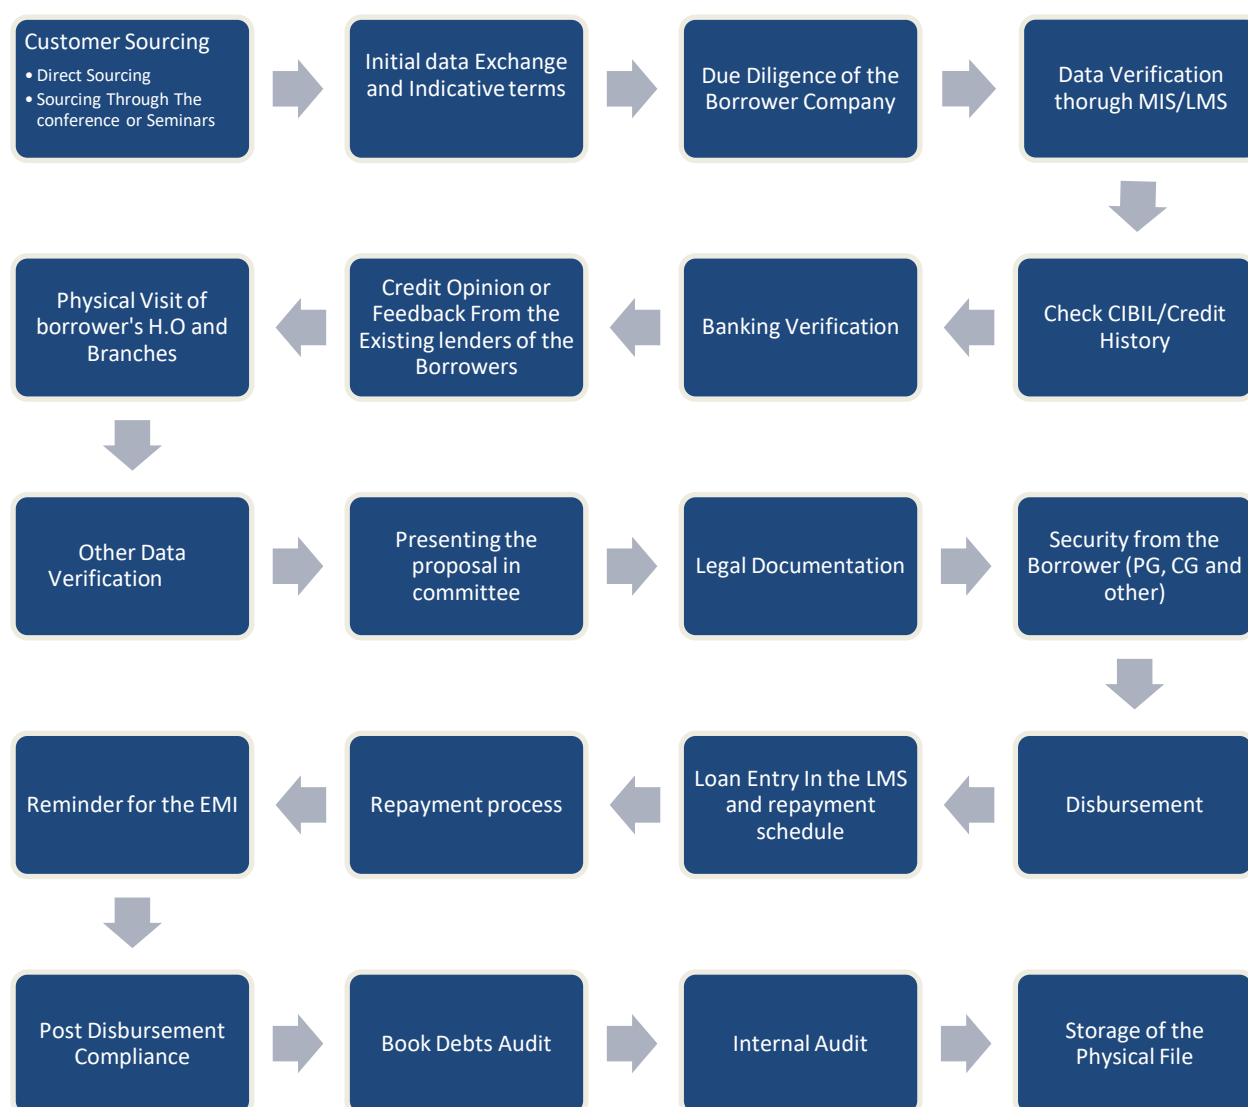 Customer Sourcing
• Direct Sourcing
• Sourcing Through The
conference or Seminars
Initial data Exchange
and Indicative terms
Due Diligence of the
Borrower Company
Data Verification
thorugh MIS/LMS
Check CIBIL/Credit
History
Banking Verification
Credit Opinion or
Feedback From the
Existing lenders of the
Borrowers
Physical Visit of
borrower's H.O and
Branches
Other Data
Verification
Presenting the
proposal in
committee
Legal Documentation
Security from the
Borrower (PG, CG and
other)
Disbursement
Loan Entry In the LMS
and repayment
schedule
Repayment process
Reminder for the EMI
Post Disbursement
Compliance
Book Debts Audit
Internal Audit
Storage of the
Physical File